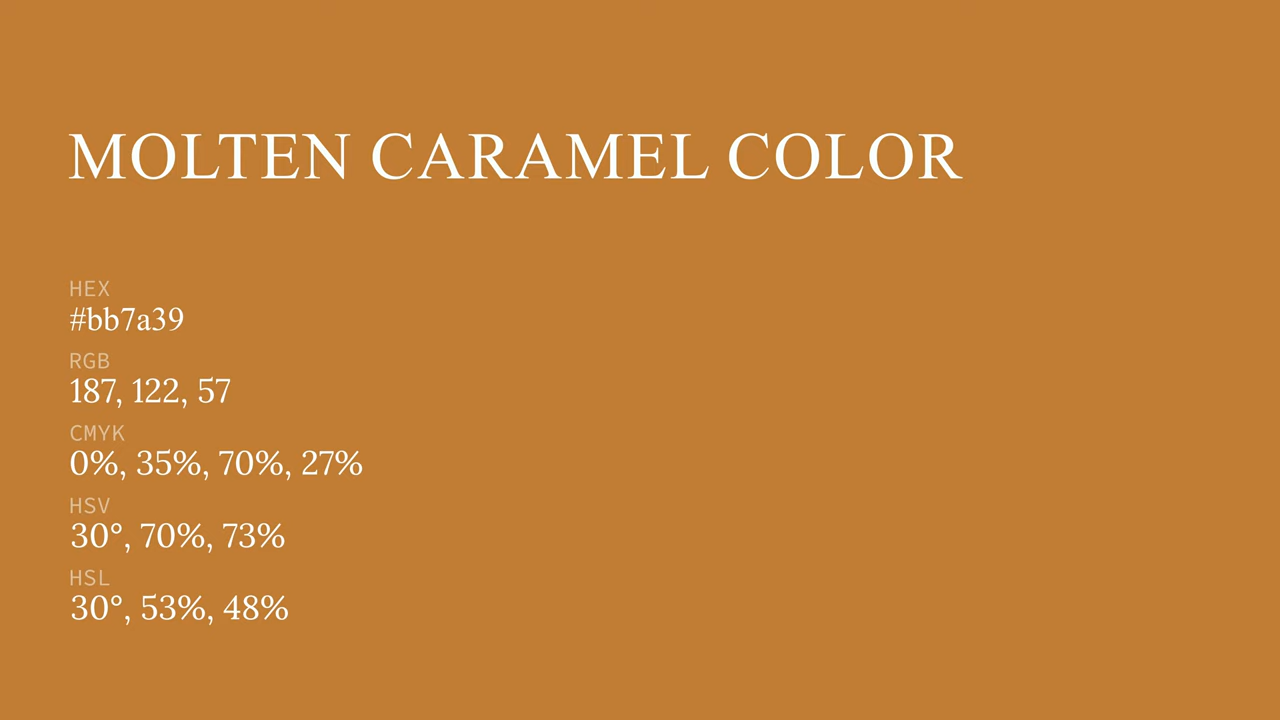 MOLTEN CARAMEL COLOR
HEX
#bb7a39
RGB
187, 122, 57
CMYK
0%, 35%, 70%, 27%
HSV
30°, 70%, 73%
HSL
30°, 53%, 48%